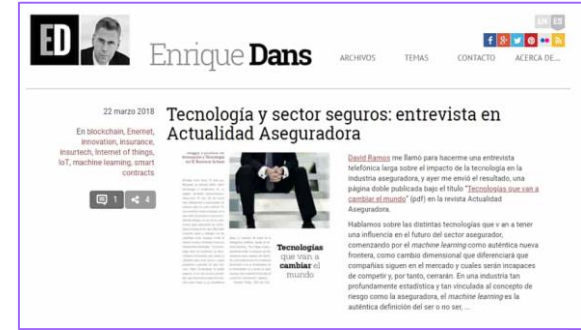 EN ES
ED
Enrique Dans
ARCHIVOS TEMAS CONTACTO ACERCA DE...
22 marzo 2018
En blockchain, Enernet,
innovation, insurance,
insurtech, Internet of things,
IoT, machine learning, smart
contracts
1 4
Tecnología y sector seguros: entrevista en
Actualidad Aseguradora
Tecnologías
que van a
cambiar el
mundo
David Ramos me llamó para hacerme una entrevista
telefónica larga sobre el impacto de la tecnología en la
industria aseguradora, y ayer me envió el resultado, una
página doble publicada bajo el título "Tecnologías que van a
cambiar el mundo" (pdf) en la revista Actualidad
Aseguradora.
Hablamos sobre las distintas tecnologías que v an a tener
una influencia en el futuro del sector asegurador,
comenzando por el machine learning como auténtica nueva
frontera, como cambio dimensional que diferenciará que
compañías siguen en el mercado y cuales serán incapaces
de competir y, por tanto, cerrarán. En una industria tan
profundamente estadística y tan vinculada al concepto de
riesgo como la aseguradora, el machine learning es la
auténtica definición del ser o no ser, ...